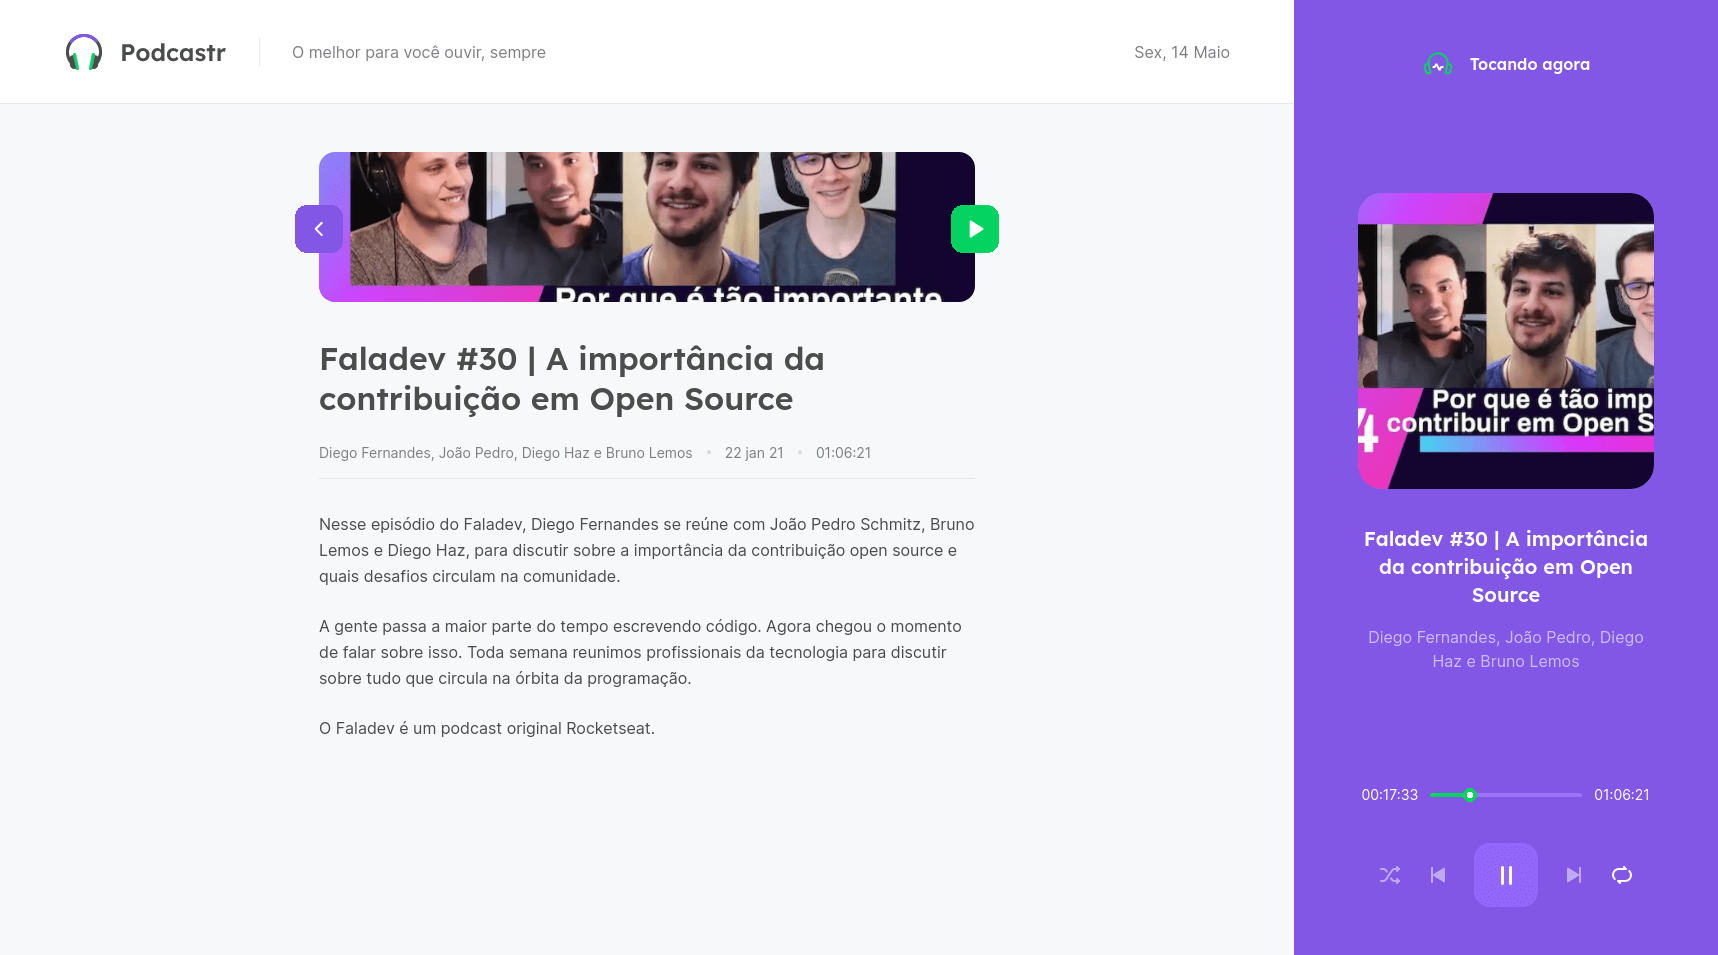 Podcastr
O melhor para você ouvir, sempre
Sex, 14 Maio
Por que é tão importante
Faladev #30 | A importância da
contribuição em Open Source
Diego Fernandes, João Pedro, Diego Haz e Bruno Lemos • 22 jan 21 • 01:06:21
Nesse episódio do Faladev, Diego Fernandes se reúne com João Pedro Schmitz, Bruno
Lemos e Diego Haz, para discutir sobre a importância da contribuição open source e
quais desafios circulam na comunidade.
A gente passa a maior parte do tempo escrevendo código. Agora chegou o momento
de falar sobre isso. Toda semana reunimos profissionais da tecnologia para discutir
sobre tudo que circula na órbita da programação.
O Faladev é um podcast original Rocketseat.
Tocando agora
Por que é tão imp
4 contribuir em Open S
Faladev #30 | A importância
da contribuição em Open
Source
Diego Fernandes, João Pedro, Diego
Haz e Bruno Lemos
00:17:33
01:06:21